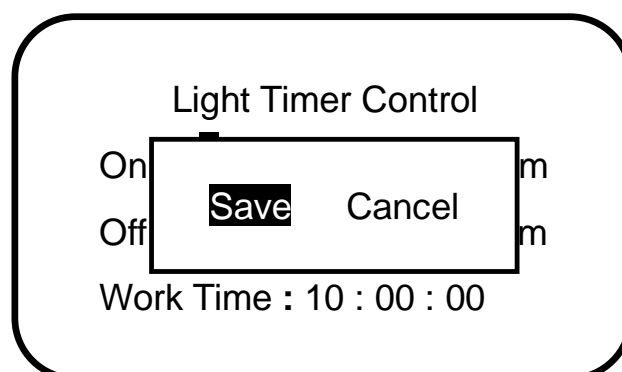 Light Timer Control
On m
Save Cancel
Off m
Work Time : 10 : 00 : 00